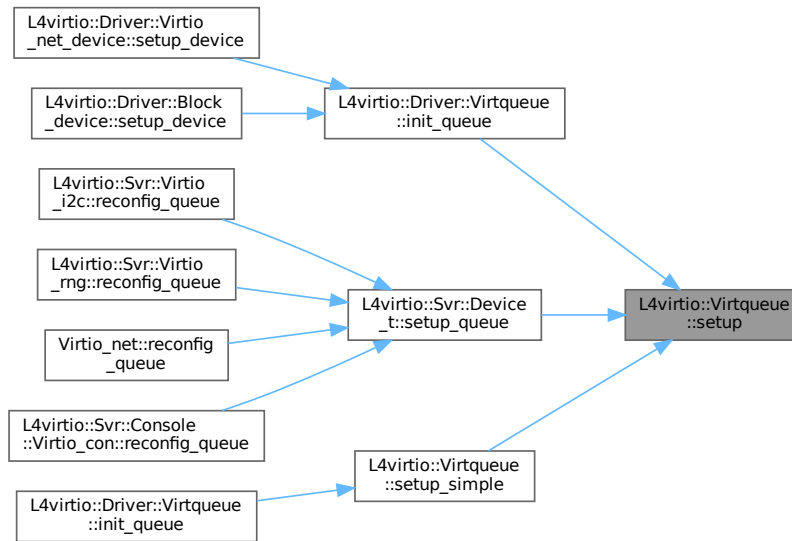 L4virtio::Driver::Virtio
_net_device::setup_device
L4virtio::Driver::Block
_device::setup_device
L4virtio::Driver::Virtqueue
::init_queue
L4virtio::Svr::Virtio
_i2c::reconfig_queue
L4virtio::Svr::Virtio
_rng::reconfig_queue
L4virtio::Svr::Device
_t::setup_queue
L4virtio::Virtqueue
::setup
Virtio_net::reconfig
_queue
L4virtio::Svr::Console
::Virtio_con::reconfig_queue
L4virtio::Virtqueue
::setup_simple
L4virtio::Driver::Virtqueue
::init_queue